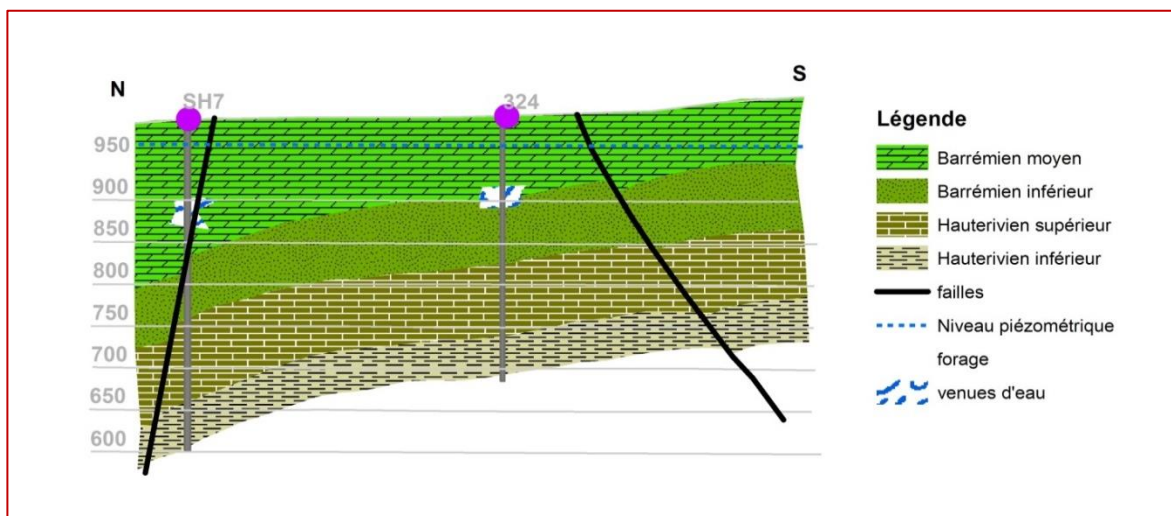 N
S
SH7
324
950
900
850
800
750
700
650
600
Légende
Barrémien moyen
Barrémien inférieur
Hauterivien supérieur
Hauterivien inférieur
failles
Niveau piézométrique
forage
venues d'eau